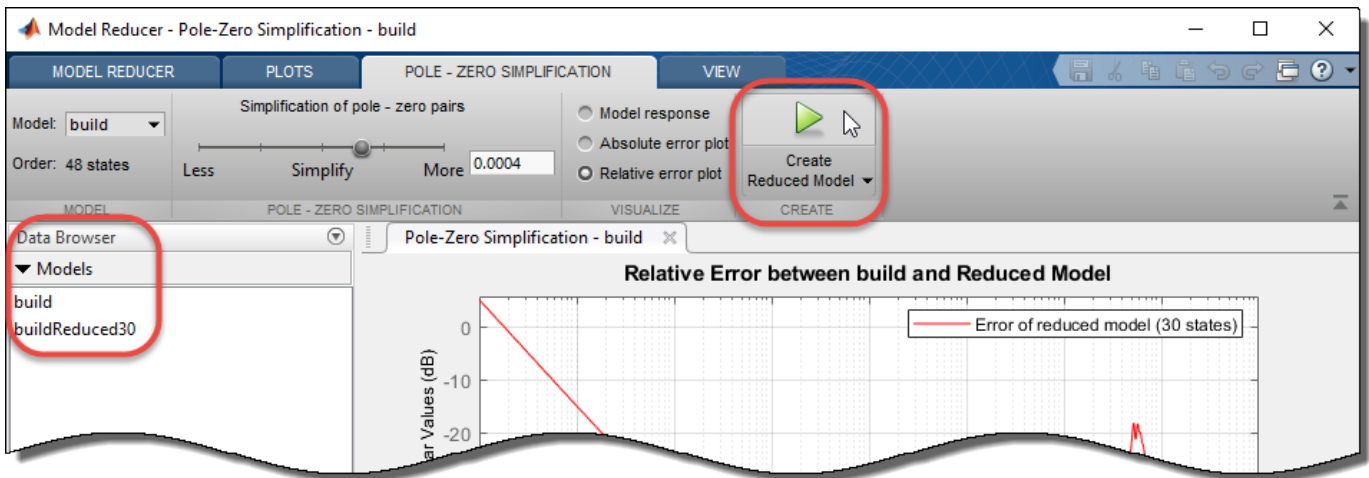 Model Reducer - Pole-Zero Simplification - build
MODEL REDUCER
PLOTS
POLE - ZERO SIMPLIFICATION
VIEW
Model: build
Order: 48 states
MODEL
Simplification of pole - zero pairs
Less
Simplify
More
0.0004
POLE - ZERO SIMPLIFICATION
Model response
Absolute error plot
Relative error plot
VISUALIZE
Create
Reduced Model
CREATE
Data Browser
Models
build
buildReduced30
Pole-Zero Simplification - build
Relative Error between build and Reduced Model
Error of reduced model (30 states)
0
-10
-20
Values (dB)